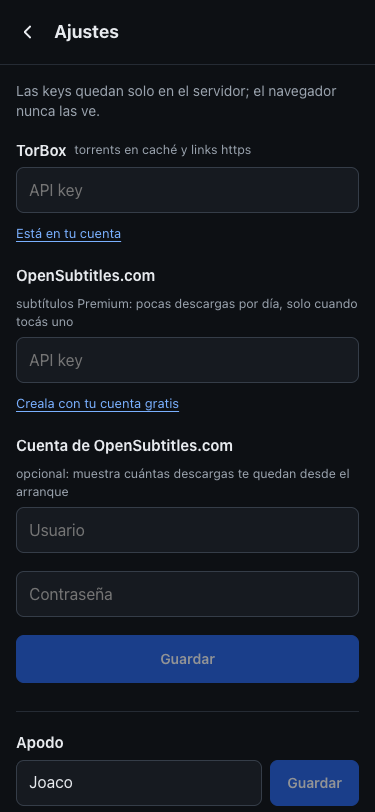 Ajustes
Las keys quedan solo en el servidor; el navegador
nunca las ve.
TorBox torrents en caché y links https
API key
Está en tu cuenta
OpenSubtitles.com
subtítulos Premium: pocas descargas por día, solo cuando
tocás uno
API key
Creala con tu cuenta gratis
Cuenta de OpenSubtitles.com
opcional: muestra cuántas descargas te quedan desde el
arranque
Usuario
Contraseña
Guardar
Apodo
Joaco Guardar